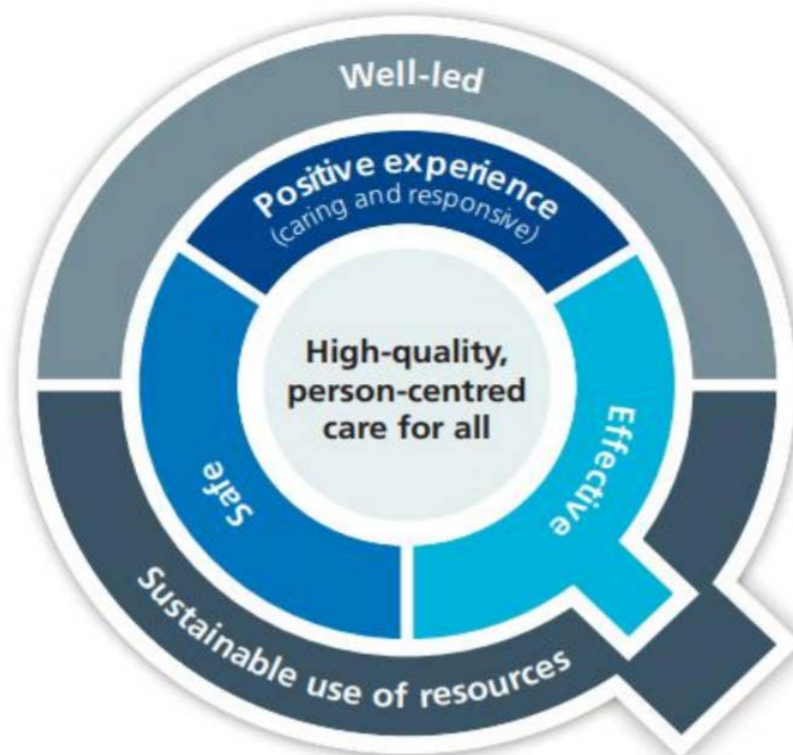 Well-led
Positive experience
(caring and responsive)
High-quality,
person-centred
care for all
Safe
Effective
Sustainable use of resources